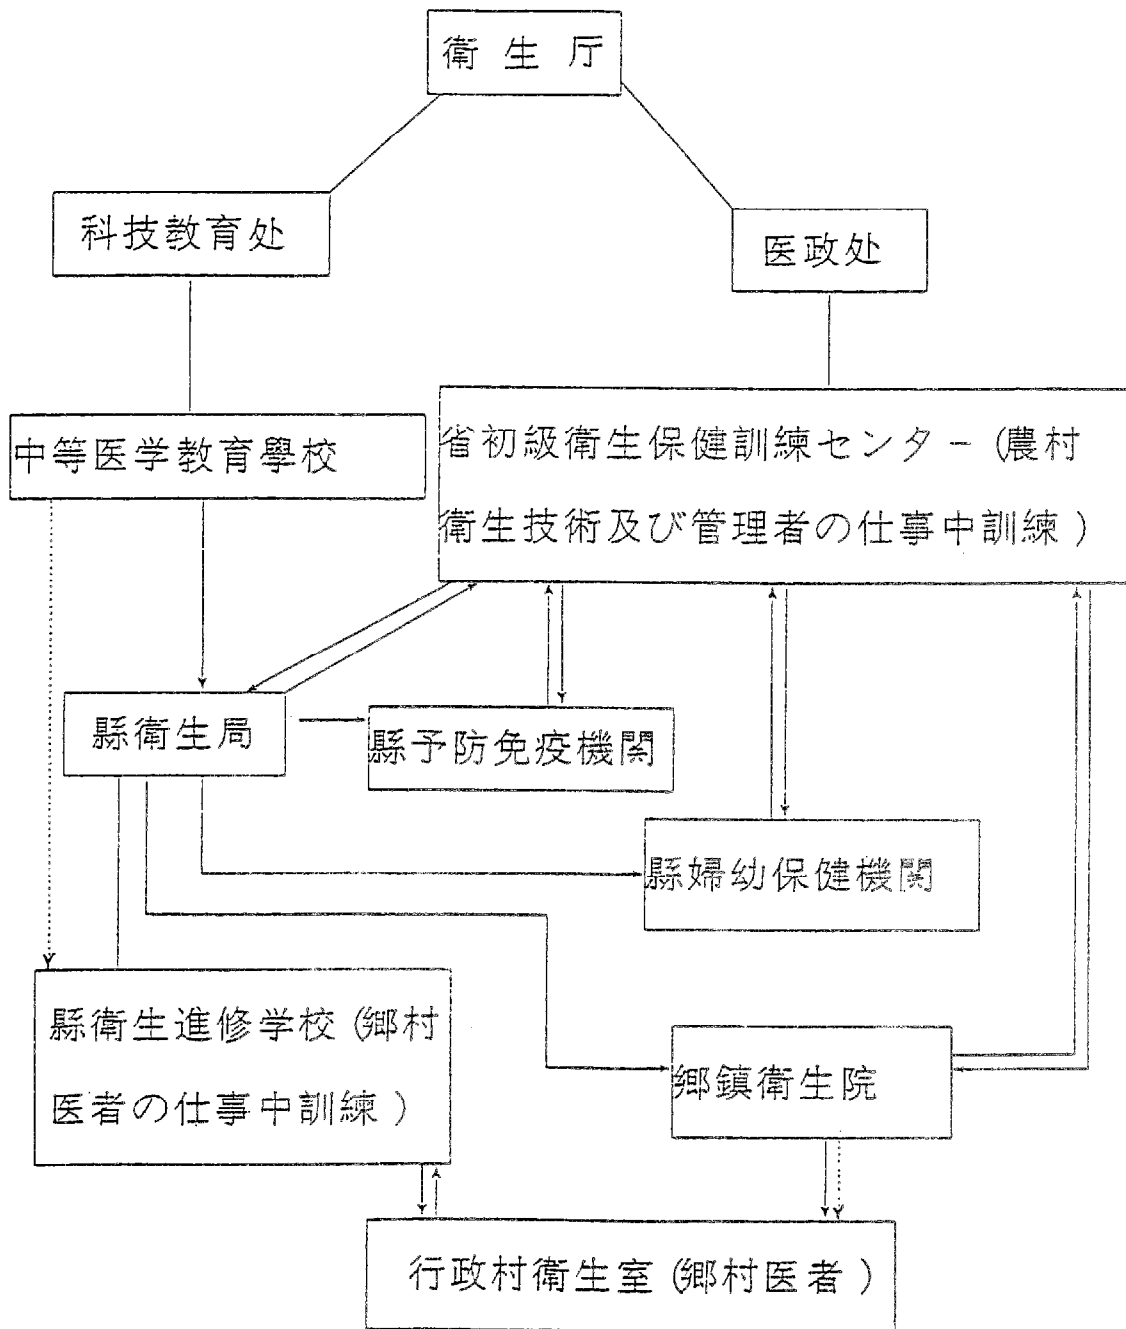 衛生厅
科技教育处
医政处
中等医学教育學校
省初級衛生保健訓練センター(農村
衛生技術及び管理者の仕事中訓練)
縣衛生局
縣予防免疫機関
縣婦幼保健機関
縣衛生進修学校(郷村
医者の仕事中訓練)
郷鎮衛生院
行政村衛生室(郷村医者)